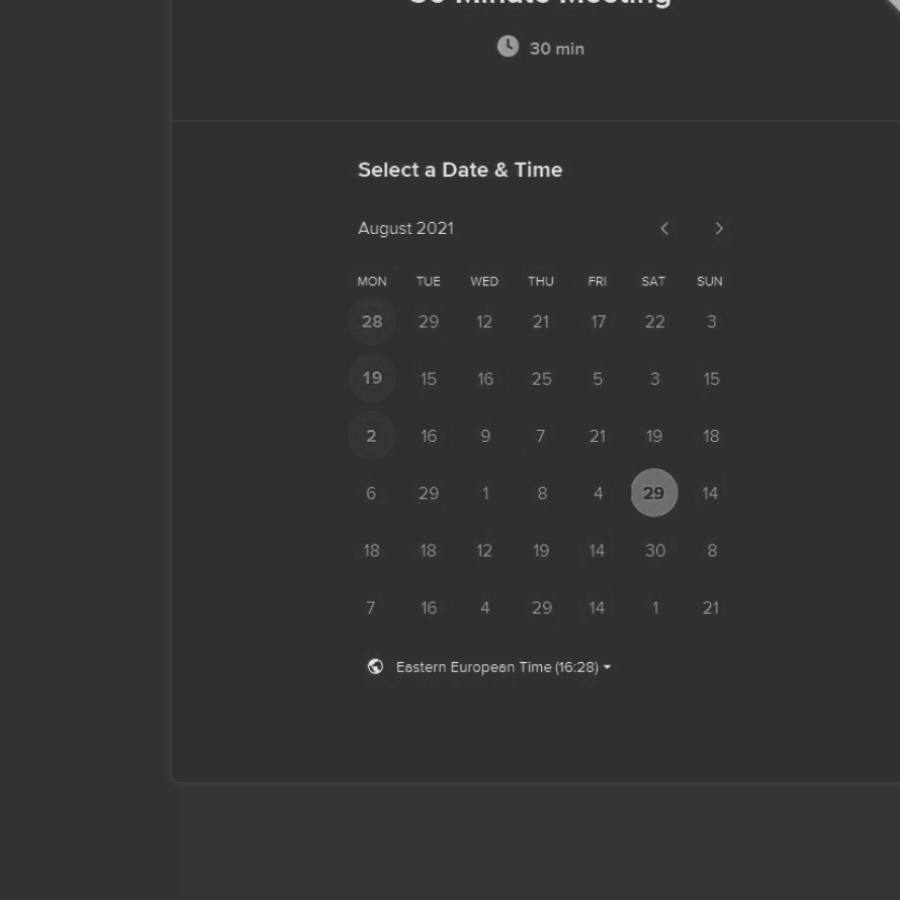 30 min
Select a Date & Time
August 2021
MON TUE WED THU FRI SAT SUN
28 29 12 21 17 22 3
19 15 16 25 5 3 15
2 16 9 7 21 19 18
6 29 1 8 4 29 14
18 18 12 19 14 30 8
7 16 4 29 14 1 21
Eastern European Time (16:28)